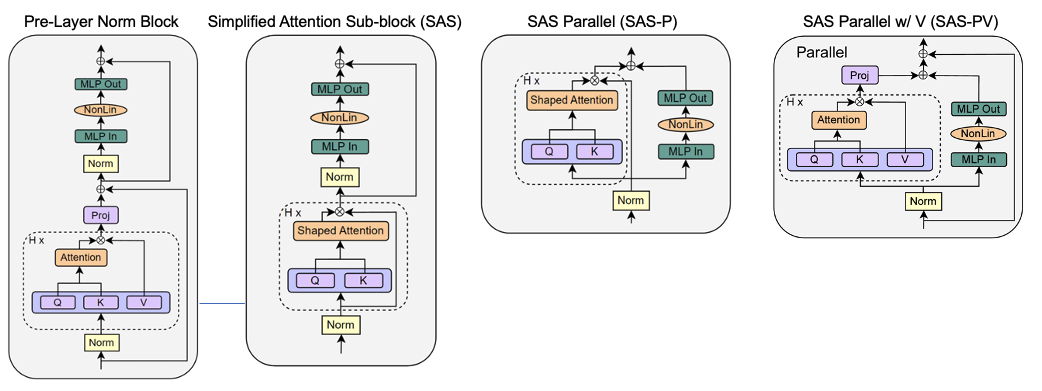 Pre-Layer Norm Block
MLP Out
NonLin
MLP In
Norm
Proj
H x
Attention
Q K V
Norm
Simplified Attention Sub-block (SAS)
MLP Out
NonLin
MLP In
Norm
H x
Shaped Attention
Q K
Norm
SAS Parallel (SAS-P)
H x
Shaped Attention
Q K
MLP Out
NonLin
MLP In
Norm
SAS Parallel w/ V (SAS-PV)
Parallel
Proj
H x
Attention
Q K V
MLP Out
NonLin
MLP In
Norm